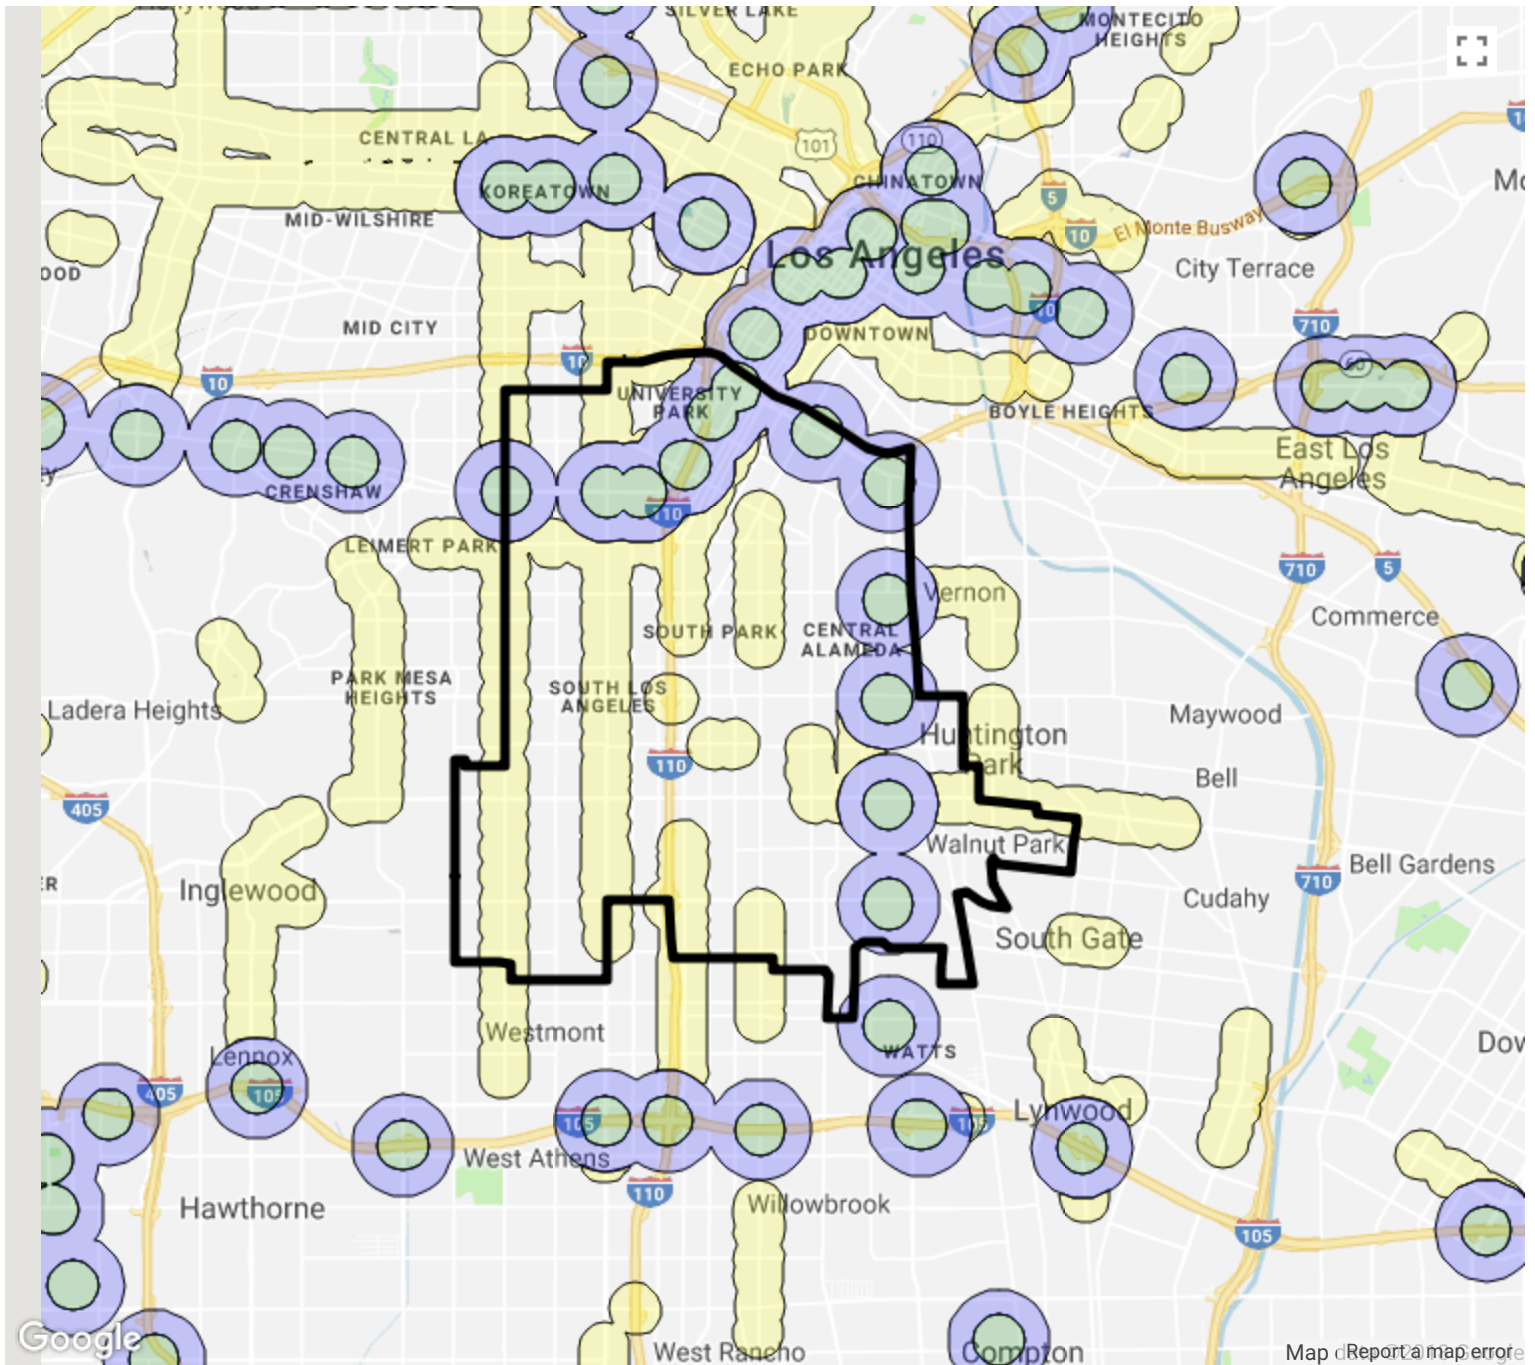 Hollywood
SILVER LAKE
MONTECITO
HEIGHTS
ECHO PARK
CENTRAL LA
101
110
CHINATOWN
KOREATOWN
5
MID-WILSHIRE
10
El Monte Busway
Los Angeles
City Terrace
OOD
MID CITY
DOWNTOWN
710
10
10
60
UNIVERSITY
PARK
BOYLE HEIGHTS
East Los
Angeles
CRENSHAW
110
LEIMERT PARK
710
5
Vernon
Commerce
SOUTH PARK
CENTRAL
ALAMEDA
PARK MESA
HEIGHTS
SOUTH LOS
ANGELES
Ladera Heights
Maywood
Huntington
Park
110
Bell
405
Walnut Park
Bell Gardens
ER
Inglewood
710
Cudahy
South Gate
Westmont
WATTS
Lennox
405
105
105
105
Lynwood
West Athens
110
Hawthorne
Willowbrook
105
Google
West Rancho
Compton
Map d
Report a map error